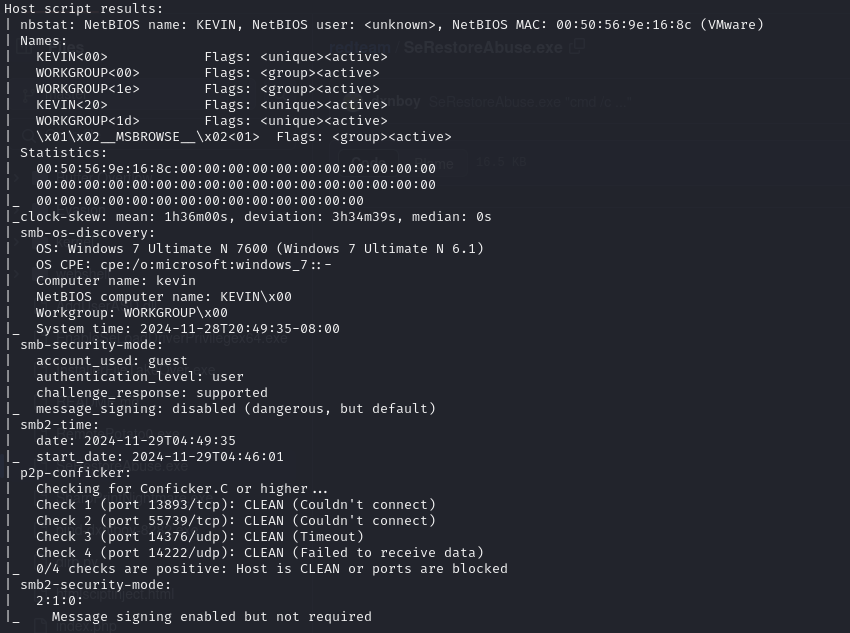 Host script results:
| nbstat: NetBIOS name: KEVIN, NetBIOS user: <unknown>, NetBIOS MAC: 00:50:56:9e:16:8c (VMware)
| Names:
|   KEVIN<00>            Flags: <unique><active>
|   WORKGROUP<00>        Flags: <group><active>
|   WORKGROUP<1e>        Flags: <group><active>
|   KEVIN<20>            Flags: <unique><active>
|   WORKGROUP<1d>        Flags: <unique><active>
|   \x01\x02__MSBROWSE__\x02<01>  Flags: <group><active>
| Statistics:
|   00:50:56:9e:16:8c:00:00:00:00:00:00:00:00:00:00:00
|   00:00:00:00:00:00:00:00:00:00:00:00:00:00:00:00:00
|_  00:00:00:00:00:00:00:00:00:00:00:00:00:00
|_clock-skew: mean: 1h36m00s, deviation: 3h34m39s, median: 0s
| smb-os-discovery:
|   OS: Windows 7 Ultimate N 7600 (Windows 7 Ultimate N 6.1)
|   OS CPE: cpe:/o:microsoft:windows_7::-
|   Computer name: kevin
|   NetBIOS computer name: KEVIN\x00
|   Workgroup: WORKGROUP\x00
|_  System time: 2024-11-28T20:49:35-08:00
| smb-security-mode:
|   account_used: guest
|   authentication_level: user
|   challenge_response: supported
|_  message_signing: disabled (dangerous, but default)
| smb2-time:
|   date: 2024-11-29T04:49:35
|_  start_date: 2024-11-29T04:46:01
| p2p-conficker:
|   Checking for Conficker.C or higher...
|   Check 1 (port 13893/tcp): CLEAN (Couldn't connect)
|   Check 2 (port 55739/tcp): CLEAN (Couldn't connect)
|   Check 3 (port 14376/udp): CLEAN (Timeout)
|   Check 4 (port 14222/udp): CLEAN (Failed to receive data)
|_  0/4 checks are positive: Host is CLEAN or ports are blocked
| smb2-security-mode:
|   2:1:0:
|_    Message signing enabled but not required
SeRestoreAbuse.exe